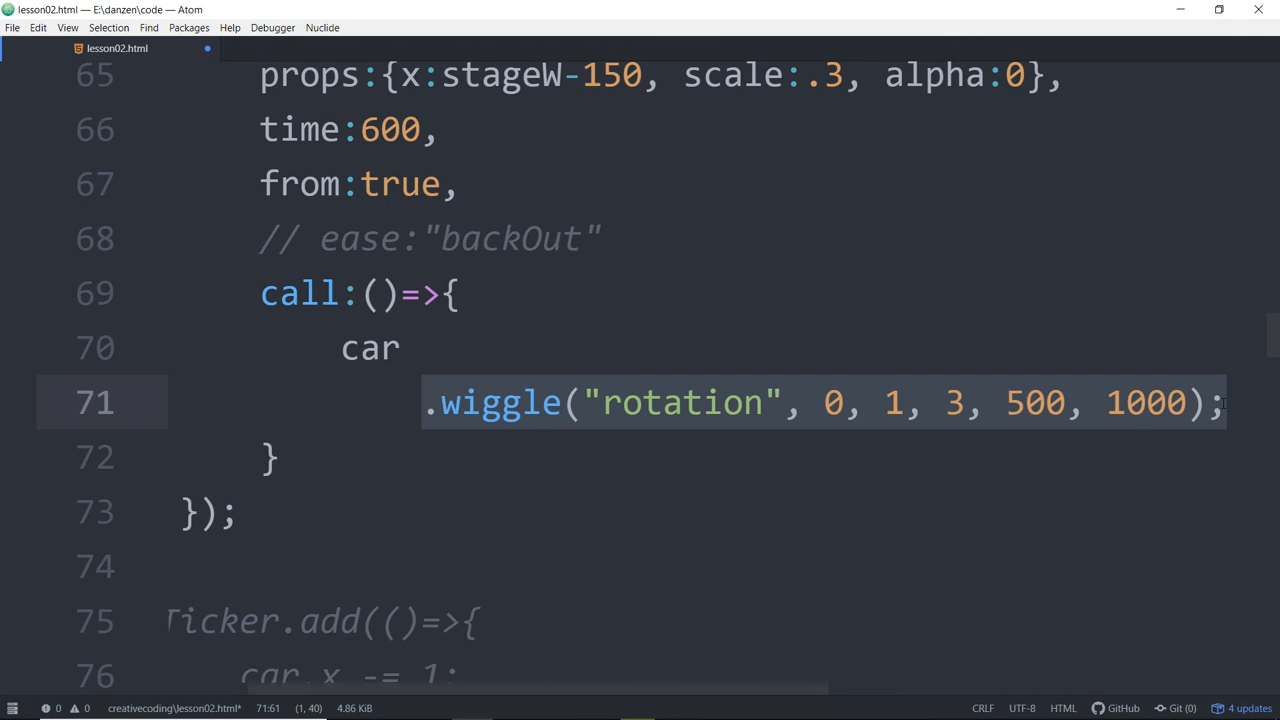 lesson02.html — E:\danzen\code — Atom
File Edit View Selection Find Packages Help Debugger Nuclide
lesson02.html
65 props:{x:stageW-150, scale:.3, alpha:0},
66 time:600,
67 from:true,
68 // ease:"backOut"
69 call:()=>{
70 car
71 .wiggle("rotation", 0, 1, 3, 500, 1000);
72 }
73 });
74
75 Ticker.add(()=>{
76 car.x -= 1;
0 0 creativecoding\lesson02.html* 71:61 (1, 40) 4.86 KiB CRLF UTF-8 HTML GitHub Git (0) 4 updates